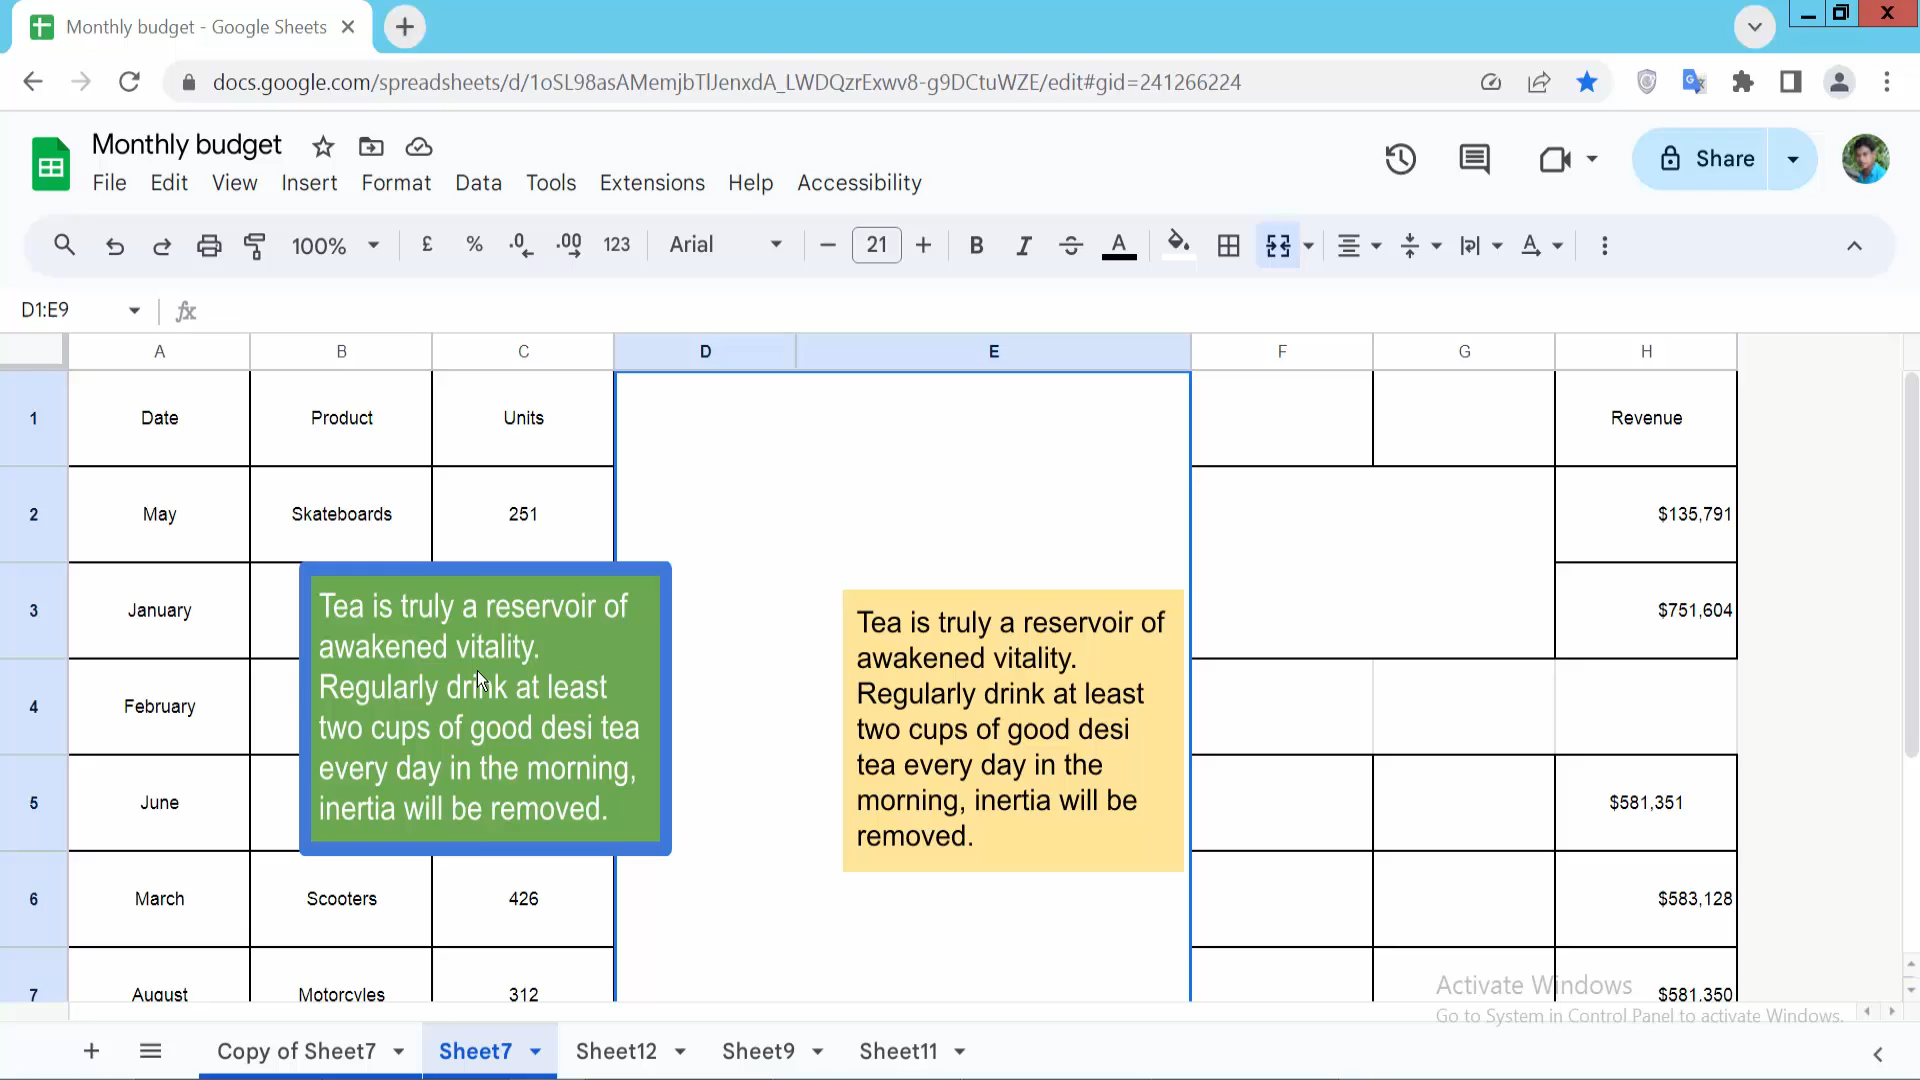 Monthly budget - Google Sheets
docs.google.com/spreadsheets/d/1oSL98asAMemjbTlJenxdA_LWDQzrExwv8-g9DCtuWZE/edit#gid=241266224
Monthly budget
File Edit View Insert Format Data Tools Extensions Help Accessibility
Share
100% £ % .0 .00 123 Arial 21 B I A A
D1:E9 fx
A B C D E F G H
1 Date Product Units Revenue
2 May Skateboards 251 $135,791
3 January $751,604
4 February
5 June $581,351
6 March Scooters 426 $583,128
7 August Motorcyles 312 $581,350
Tea is truly a reservoir of
awakened vitality.
Regularly drink at least
two cups of good desi tea
every day in the morning,
inertia will be removed.
Tea is truly a reservoir of
awakened vitality.
Regularly drink at least
two cups of good desi
tea every day in the
morning, inertia will be
removed.
Activate Windows
Go to System in Control Panel to activate Windows.
Copy of Sheet7 Sheet7 Sheet12 Sheet9 Sheet11